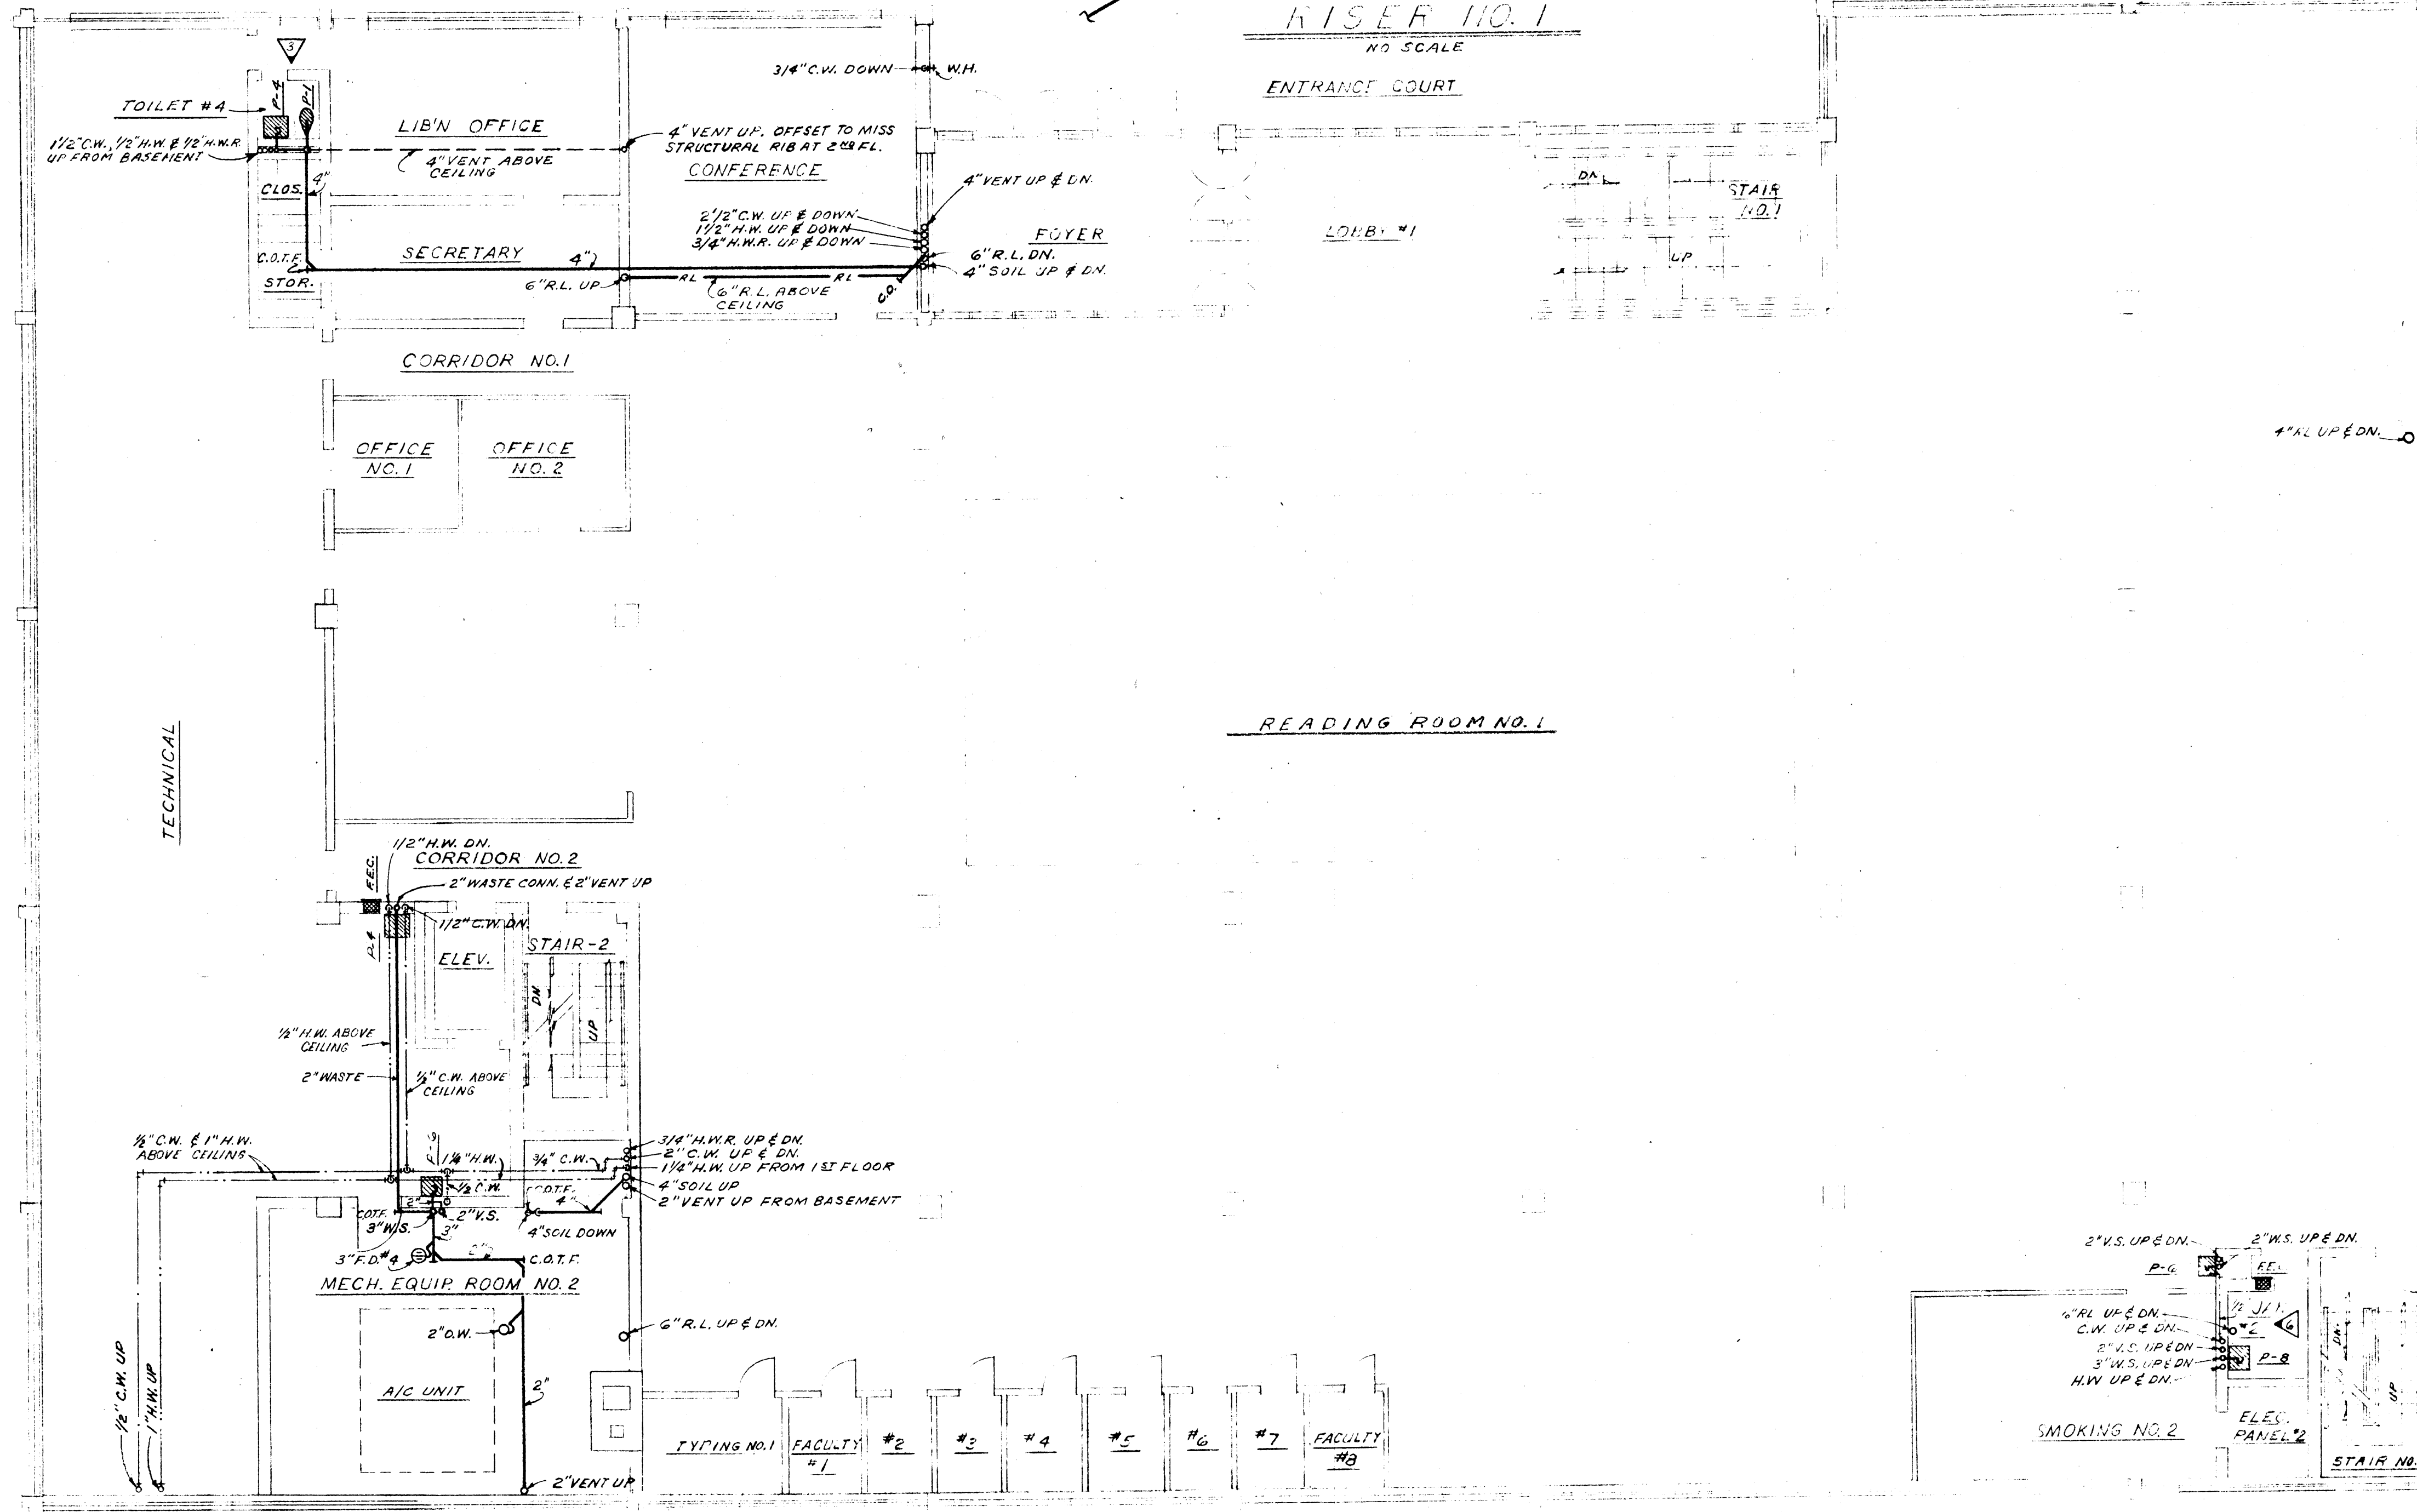 RISER NO. 1
NO SCALE
ENTRANCE COURT
3
3/4" C.W. DOWN
W.H.
TOILET #4
P-4
P-1
1 1/2" C.W., 1/2" H.W. & 1/2" H.W.R.
UP FROM BASEMENT
LIB'N OFFICE
4" VENT ABOVE
CEILING
4" VENT UP. OFFSET TO MISS
STRUCTURAL RIB AT 2ND FL.
CONFERENCE
CLOS.
4"
4" VENT UP & DN.
2 1/2" C.W. UP & DOWN
1 1/2" H.W. UP & DOWN
3/4" H.W.R. UP & DOWN
FOYER
LOBBY #1
DN
STAIR
NO. 1
UP
SECRETARY
4"
C.O.T.F.
STOR.
6" R.L. UP
RL
RL
6" R.L. ABOVE
CEILING
C.O.
6" R.L. DN.
4" SOIL UP & DN.
CORRIDOR NO. 1
OFFICE
NO. 1
OFFICE
NO. 2
4" RL UP & DN.
READING ROOM NO. 1
TECHNICAL
1/2" H.W. DN.
CORRIDOR NO. 2
F.E.C.
2" WASTE CONN. & 2" VENT UP
1/2" C.W. DN.
P-4
ELEV.
STAIR-2
DN
UP
1/2" H.W. ABOVE
CEILING
2" WASTE
1/2" C.W. ABOVE
CEILING
1/2" C.W. & 1" H.W.
ABOVE CEILING
1 1/4" H.W.
3/4" C.W.
1/2 C.W.
3/4" H.W.R. UP & DN.
2" C.W. UP & DN.
1 1/4" H.W. UP FROM 1ST FLOOR
4" SOIL UP
2" VENT UP FROM BASEMENT
C.O.T.F.
4"
2"
C.O.T.F.
3" W.S.
2" V.S.
3"
4" SOIL DOWN
3" F.D. #4
2"
C.O.T.F.
MECH. EQUIP. ROOM NO. 2
2" O.W.
6" R.L. UP & DN.
A/C UNIT
2"
1/2" C.W. UP
1" H.W. UP
2" VENT UP
TYPING NO. 1
FACULTY
#1
#2
#3
#4
#5
#6
#7
FACULTY
#8
2" V.S. UP & DN.
2" W.S. UP & DN.
F.E.C.
6" RL UP & DN.
C.W. UP & DN.
2" V.S. UP & DN
3" W.S. UP & DN
H.W UP & DN.
#2
6
P-8
DN.
UP
SMOKING NO. 2
ELEC.
PANEL #2
STAIR NO.